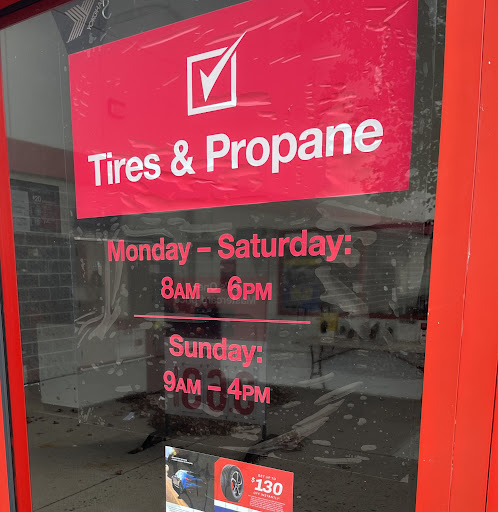 Tires & Propane
Monday – Saturday:
8AM – 6PM
Sunday:
9AM – 4PM
$130